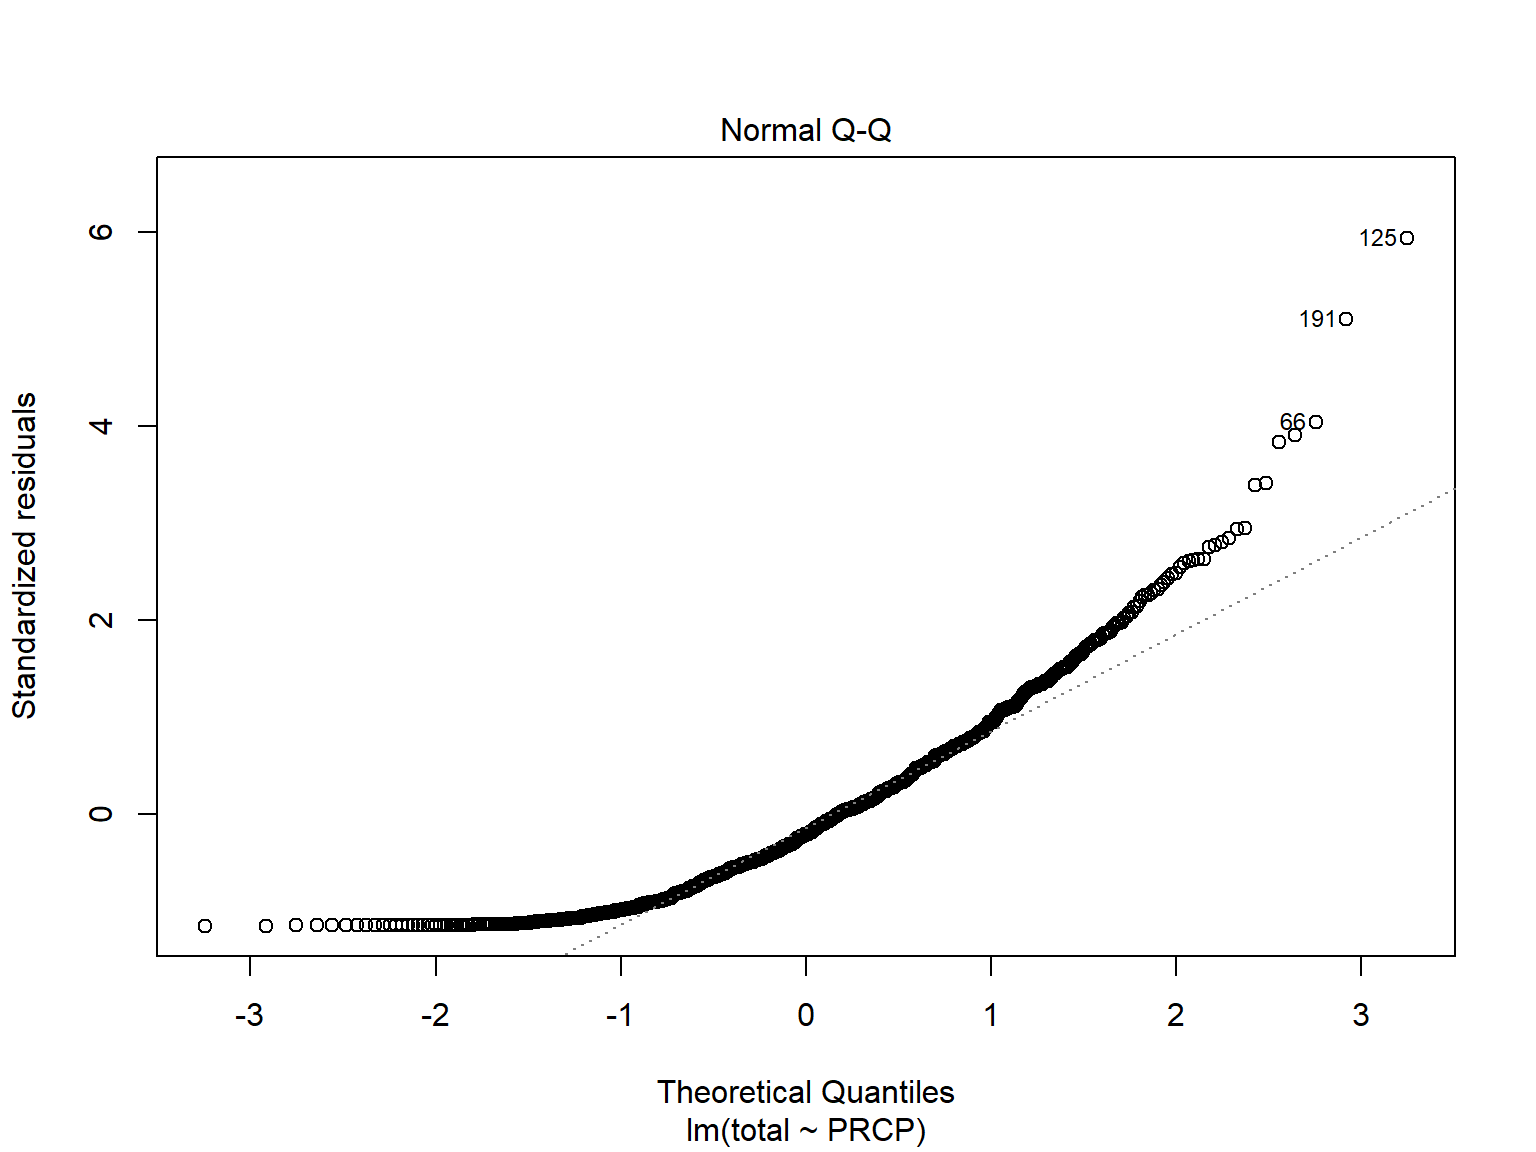 Normal Q-Q
Standardized residuals
6
4
2
0
125
191
66
-3 -2 -1 0 1 2 3
Theoretical Quantiles
lm(total ~ PRCP)